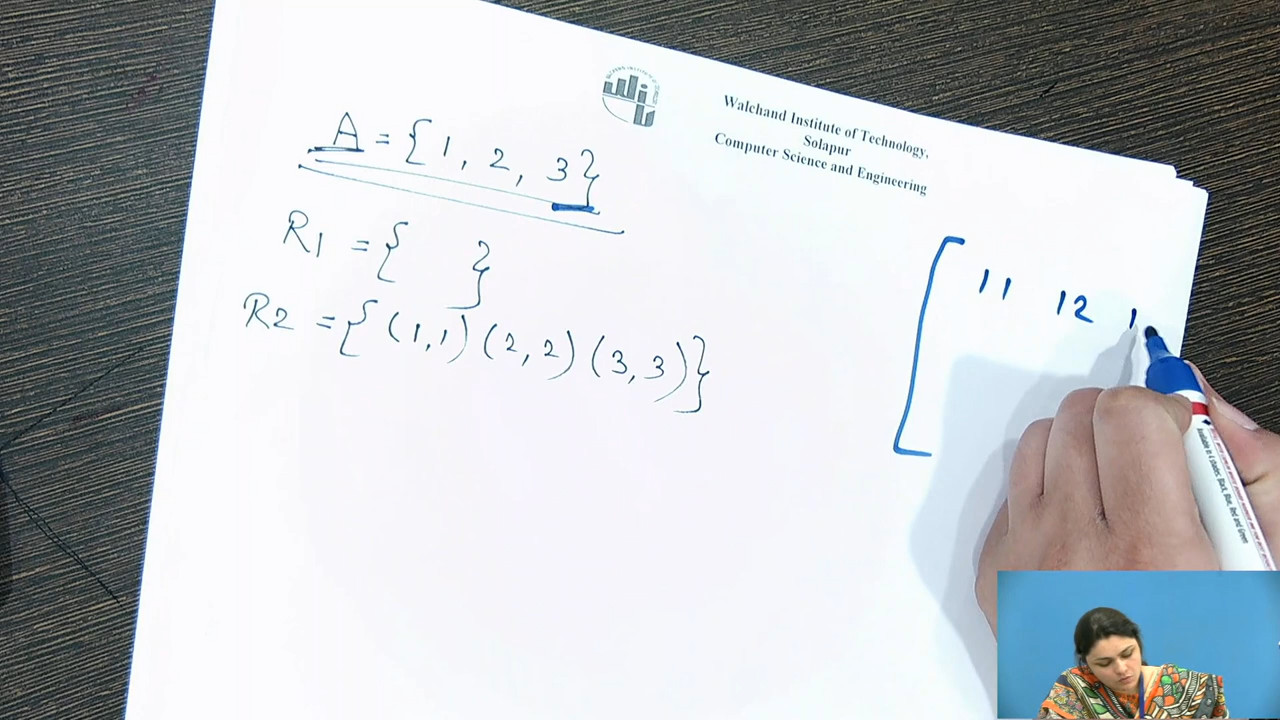 Walchand Institute of Technology,
Solapur
Computer Science and Engineering
A = {1, 2, 3}
R1 = { }
R2 = {(1,1) (2,2) (3,3)}
[ 11 12 1